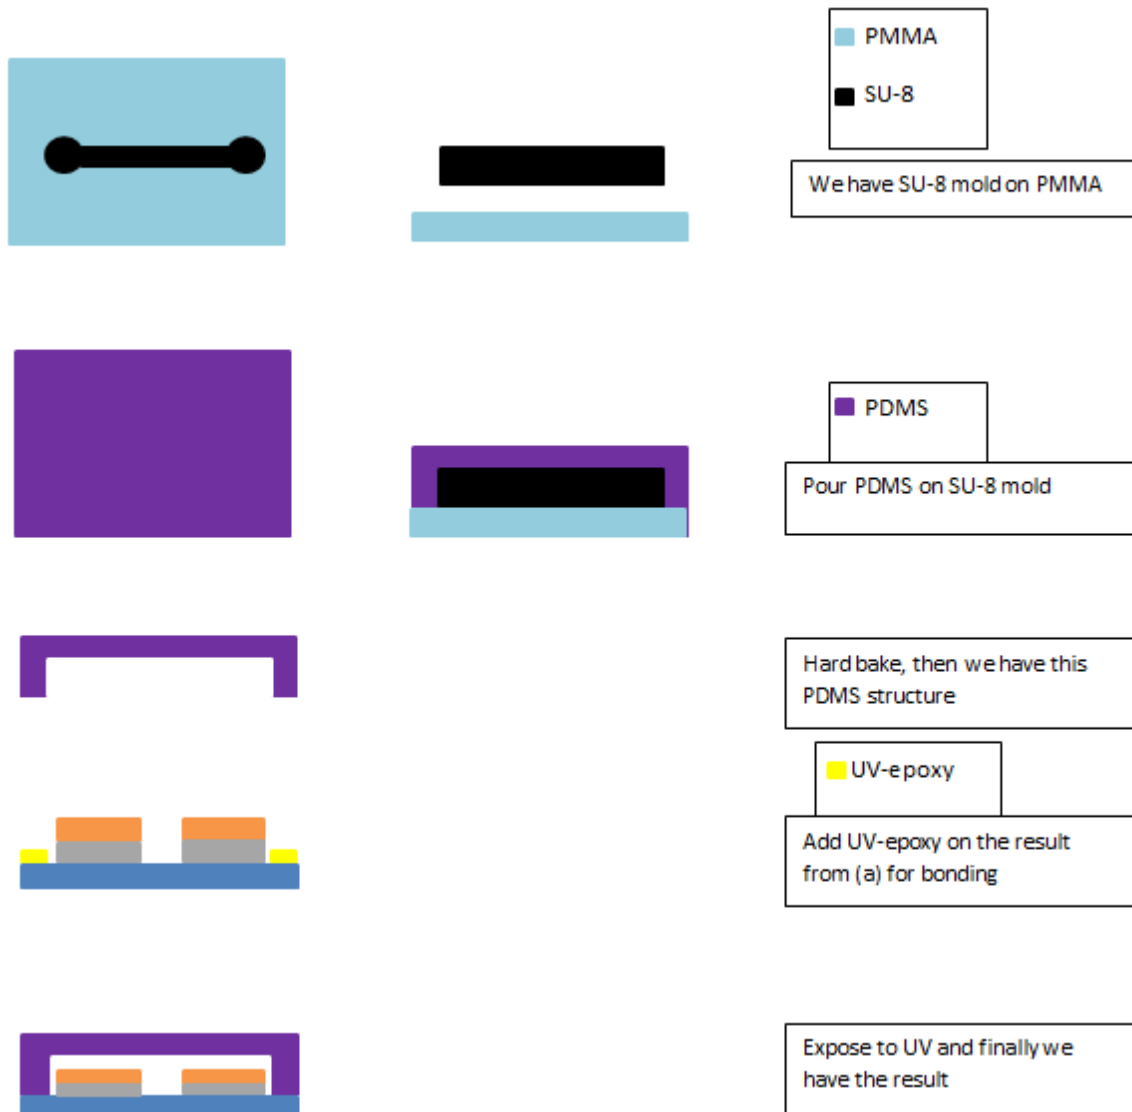 PMMA
SU-8
We have SU-8 mold on PMMA
PDMS
Pour PDMS on SU-8 mold
Hard bake, then we have this
PDMS structure
UV-epoxy
Add UV-epoxy on the result
from (a) for bonding
Expose to UV and finally we
have the result